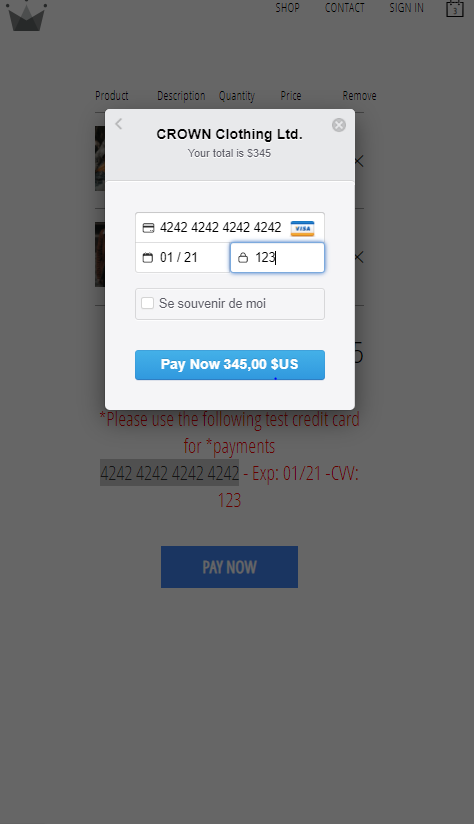 SHOP CONTACT SIGN IN 3
Product Description Quantity Price Remove
CROWN Clothing Ltd.
Your total is $345
4242 4242 4242 4242 VISA
01 / 21 123
Se souvenir de moi
Pay Now 345,00 $US
5
*Please use the following test credit card
for *payments
4242 4242 4242 4242 - Exp: 01/21 -CVV:
123
PAY NOW